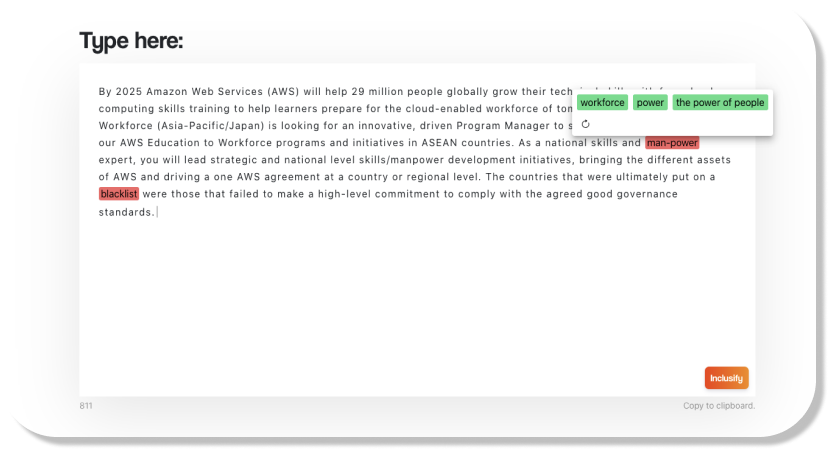 Type here:
By 2025 Amazon Web Services (AWS) will help 29 million people globally grow their
computing skills training to help learners prepare for the cloud-enabled workforce of
Workforce (Asia-Pacific/Japan) is looking for an innovative, driven Program Manager to
our AWS Education to Workforce programs and initiatives in ASEAN countries. As a national skills and man-power
expert, you will lead strategic and national level skills/manpower development initiatives, bringing the different assets
of AWS and driving a one AWS agreement at a country or regional level. The countries that were ultimately put on a
blacklist were those that failed to make a high-level commitment to comply with the agreed good governance
standards.
workforce power the power of people
Inclusify
811
Copy to clipboard.